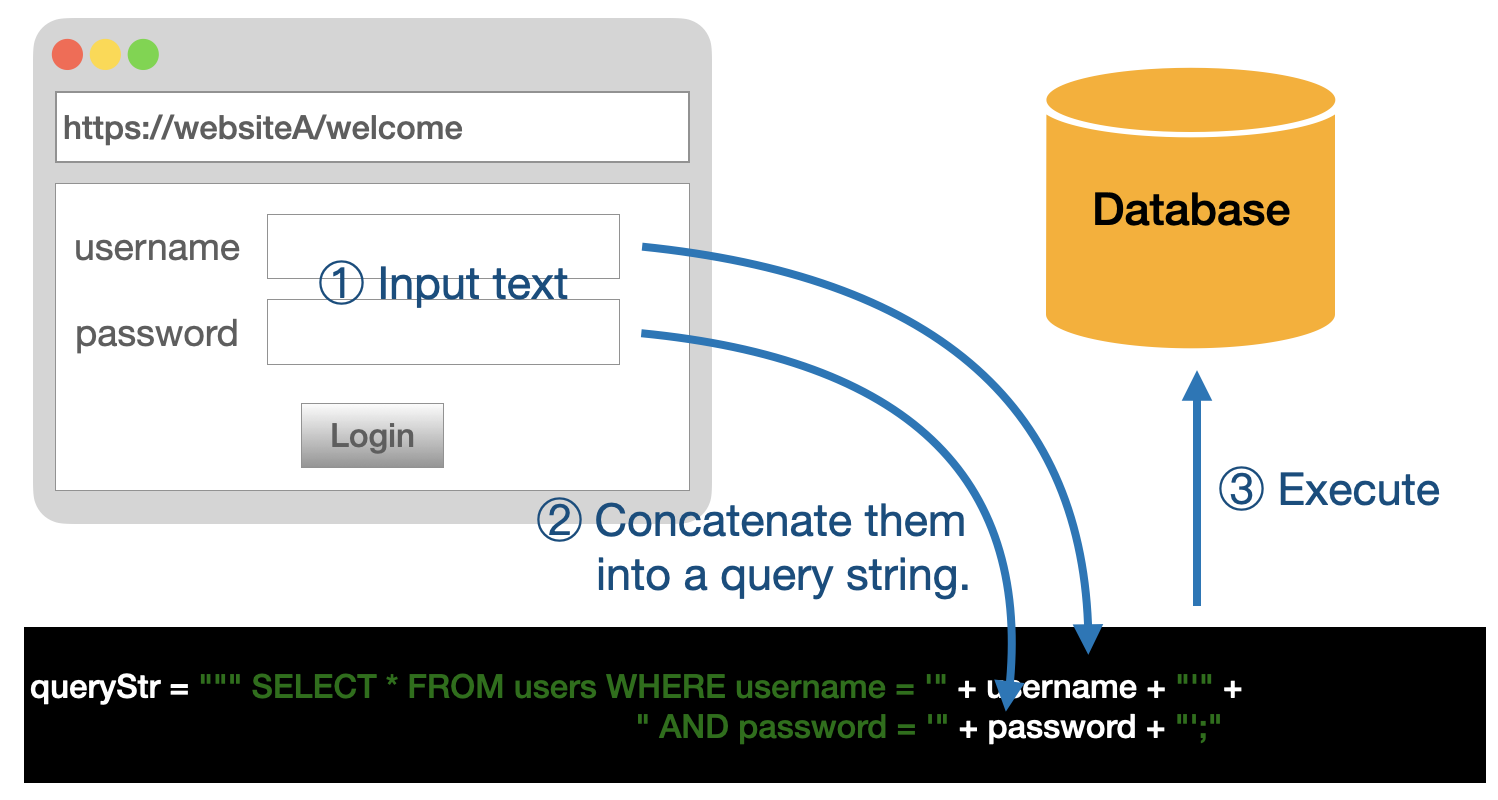 https://websiteA/welcome
username
① Input text
password
Login
Database
② Concatenate them
into a query string.
③ Execute
queryStr = """ SELECT * FROM users WHERE username = '" + username + "'" +
" AND password = '" + password + "';"